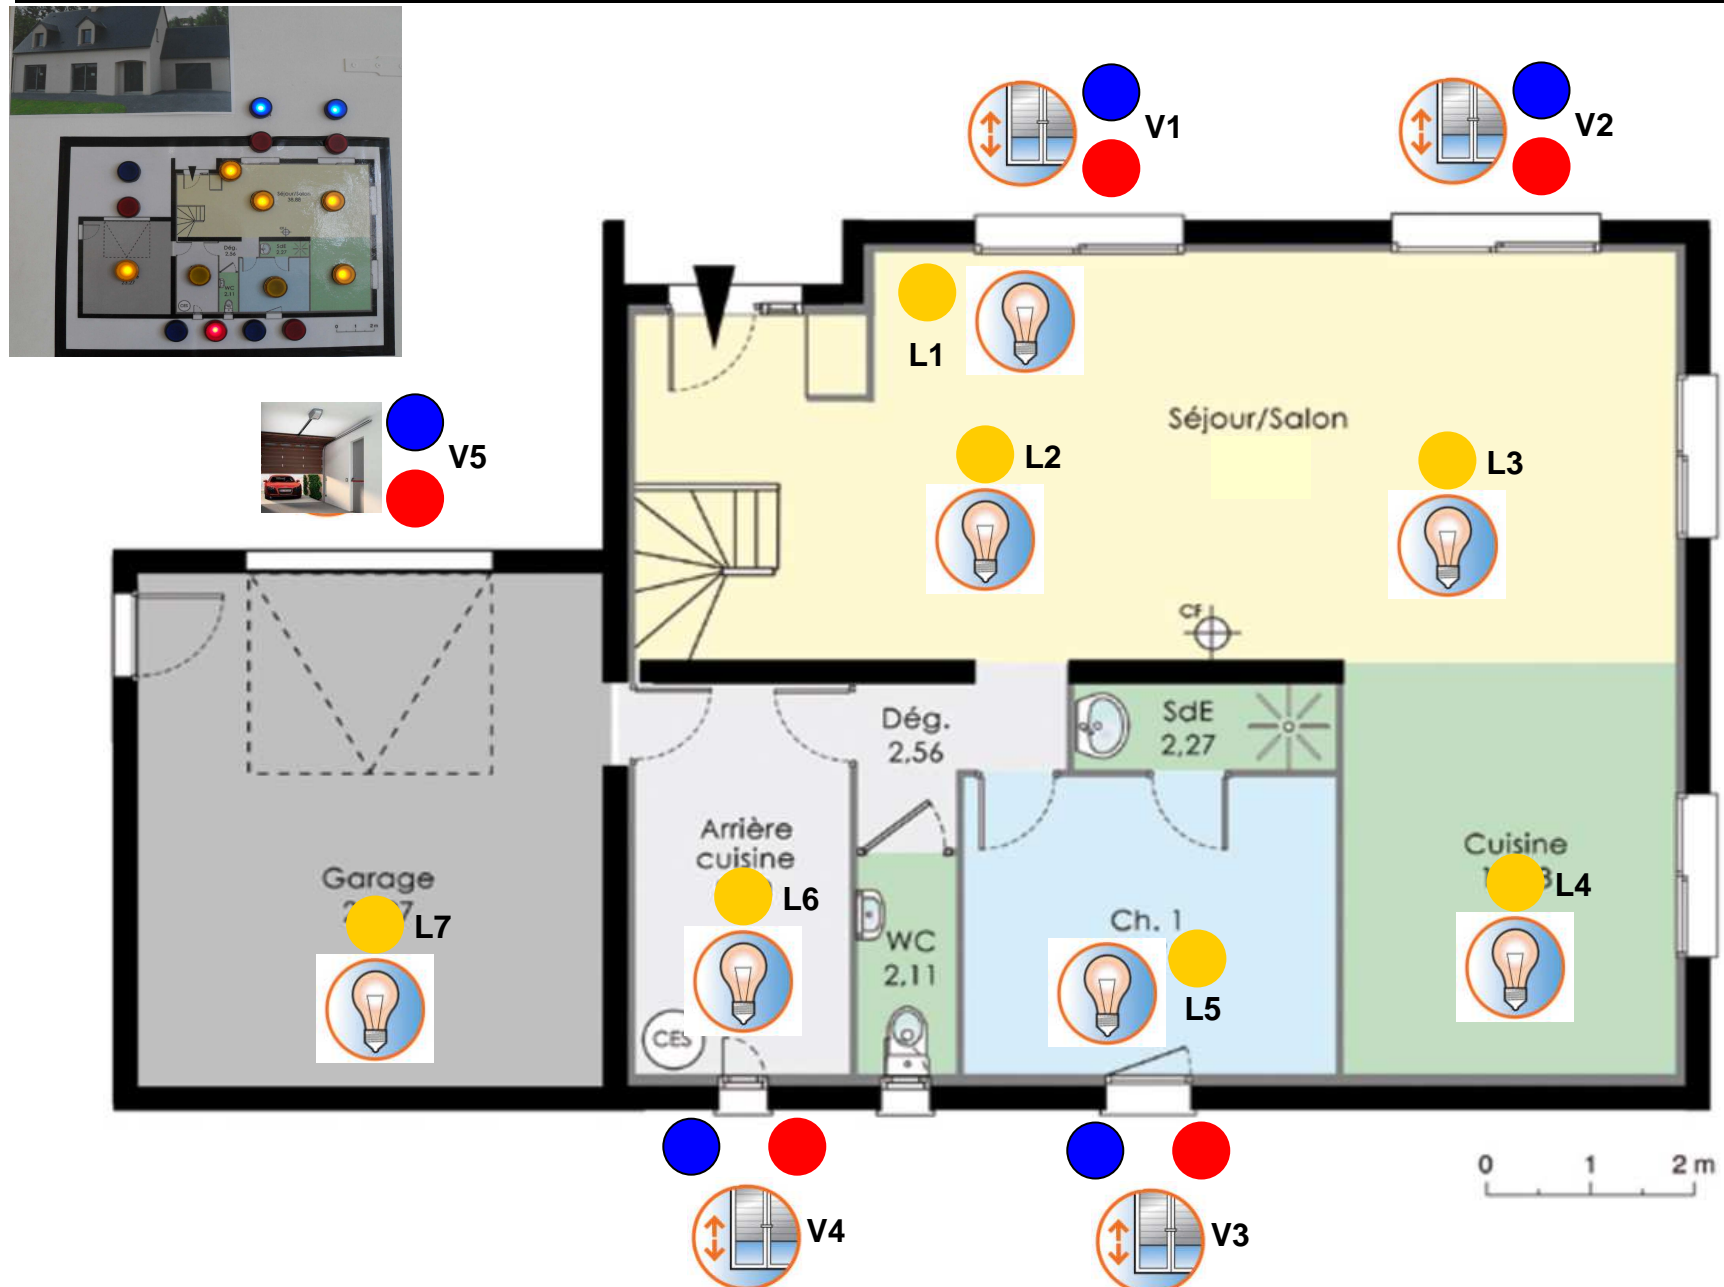 V1
V2
L1
Séjour/Salon
V5
L2
L3
CF
Dég.
2,56
SdE
2,27
Arrière
cuisine
Cuisine
L4
Garage
L7
L6
Ch. 1
WC
2,11
L5
CES
0 1 2 m
V4
V3